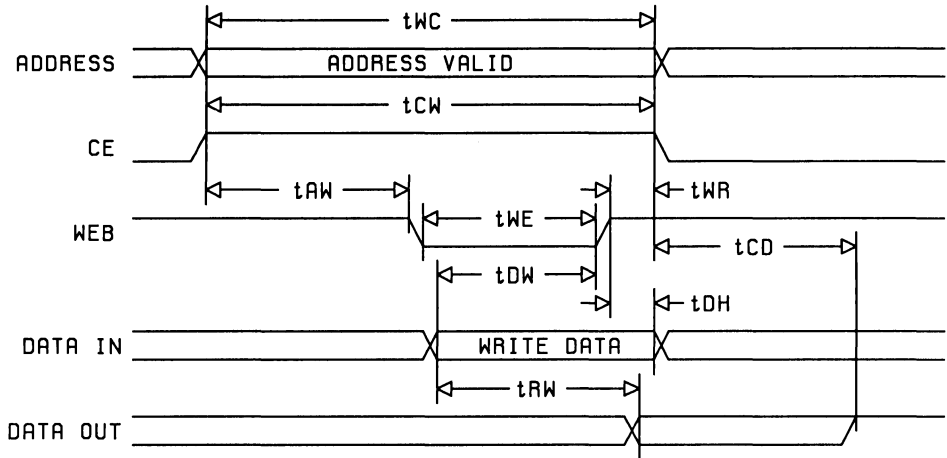 tWC
ADDRESS ADDRESS VALID
tCW
CE
tAW tWR
WEB tWE
tCD
tDW
tDH
DATA IN WRITE DATA
tRW
DATA OUT